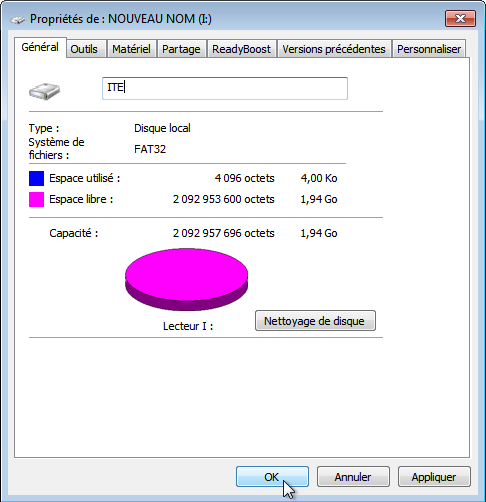 Propriétés de : NOUVEAU NOM (I:)
Général Outils Matériel Partage ReadyBoost Versions précédentes Personnaliser
ITE
Type : Disque local
Système de
fichiers : FAT32
Espace utilisé : 4 096 octets 4,00 Ko
Espace libre : 2 092 953 600 octets 1,94 Go
Capacité : 2 092 957 696 octets 1,94 Go
Lecteur I : Nettoyage de disque
OK Annuler Appliquer